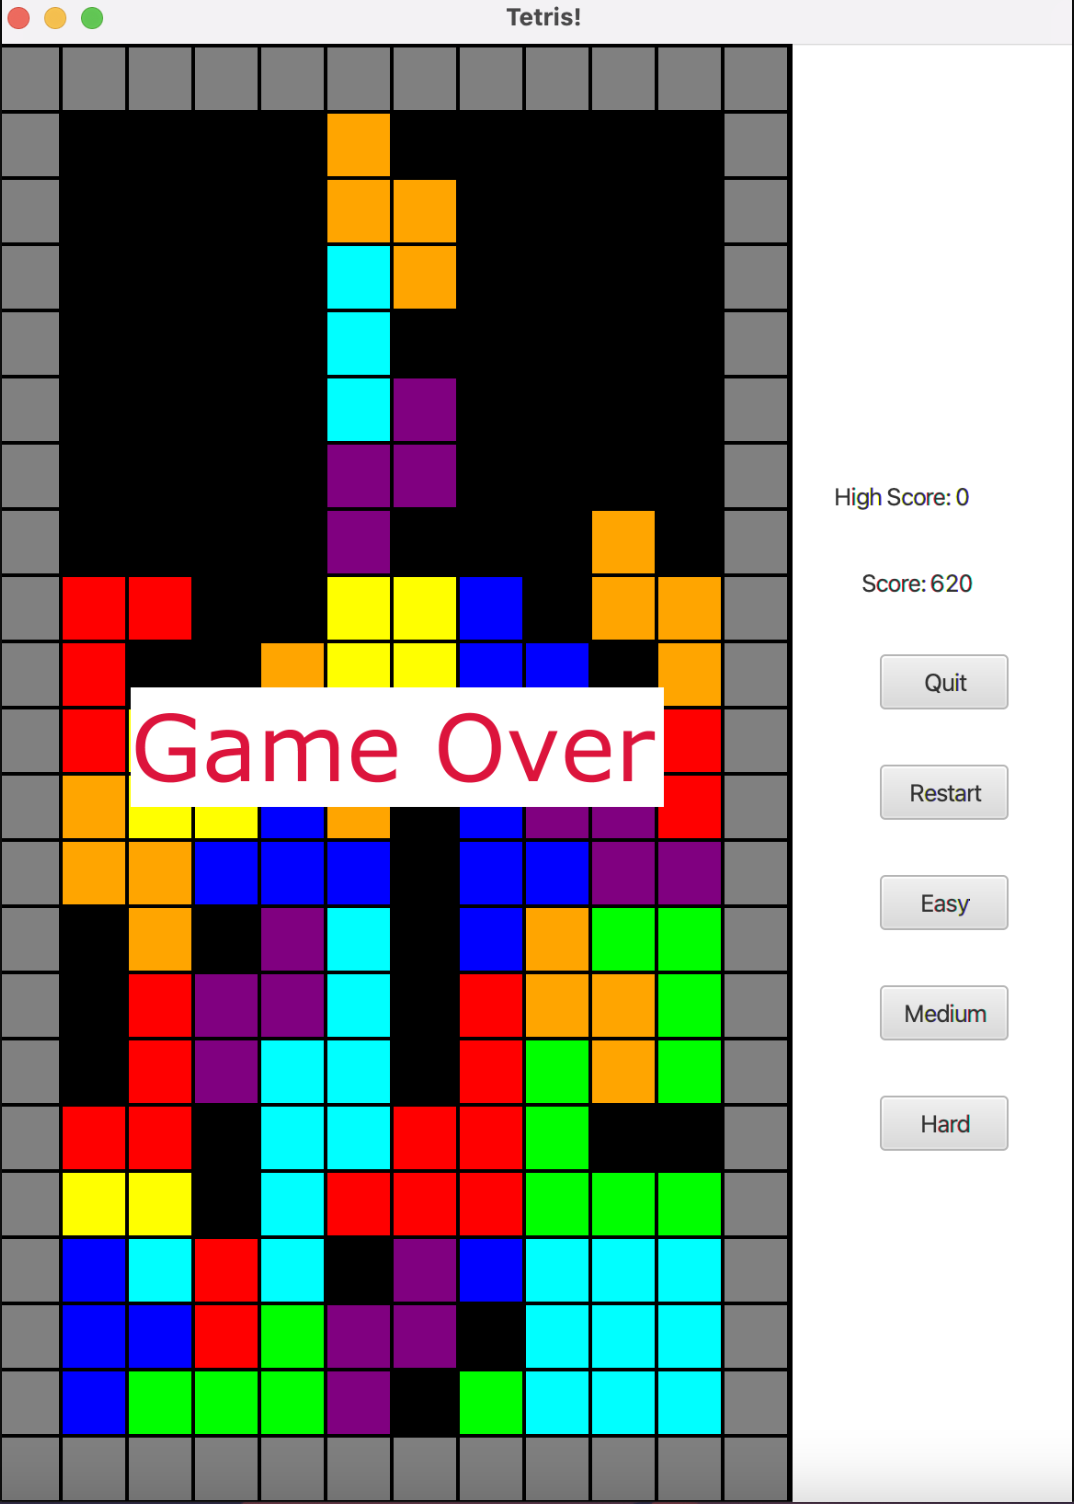 Tetris!
Game Over
High Score: 0
Score: 620
Quit
Restart
Easy
Medium
Hard